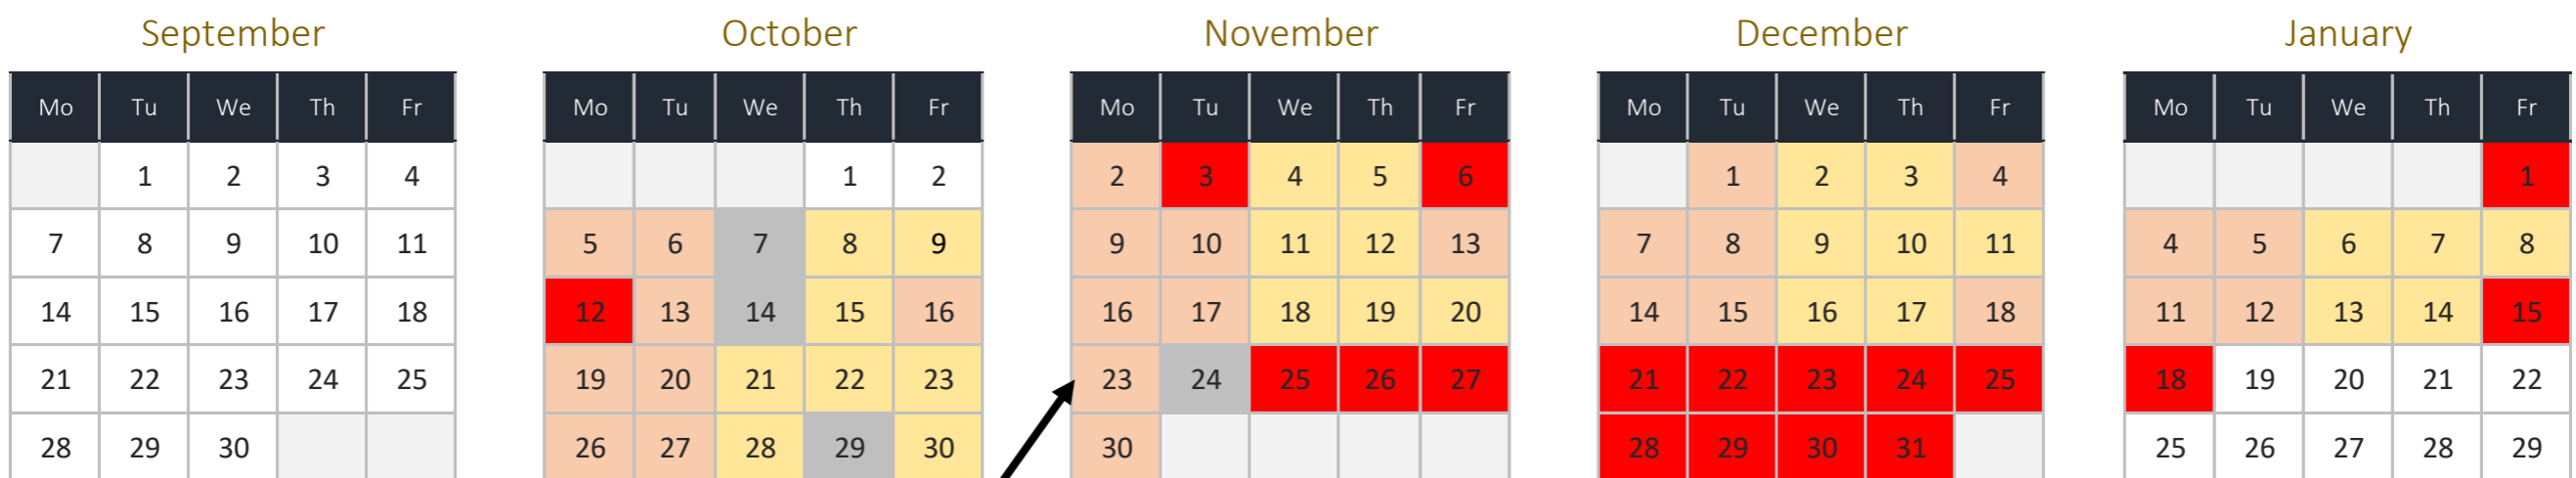 September October November December January
Mo Tu We Th Fr Mo Tu We Th Fr Mo Tu We Th Fr Mo Tu We Th Fr Mo Tu We Th Fr
1 2 3 4 1 2 2 3 4 5 6 1 2 3 4 1
7 8 9 10 11 5 6 7 8 9 9 10 11 12 13 7 8 9 10 11 4 5 6 7 8
14 15 16 17 18 12 13 14 15 16 16 17 18 19 20 14 15 16 17 18 11 12 13 14 15
21 22 23 24 25 19 20 21 22 23 23 24 25 26 27 21 22 23 24 25 18 19 20 21 22
28 29 30 26 27 28 29 30 30 28 29 30 31 25 26 27 28 29